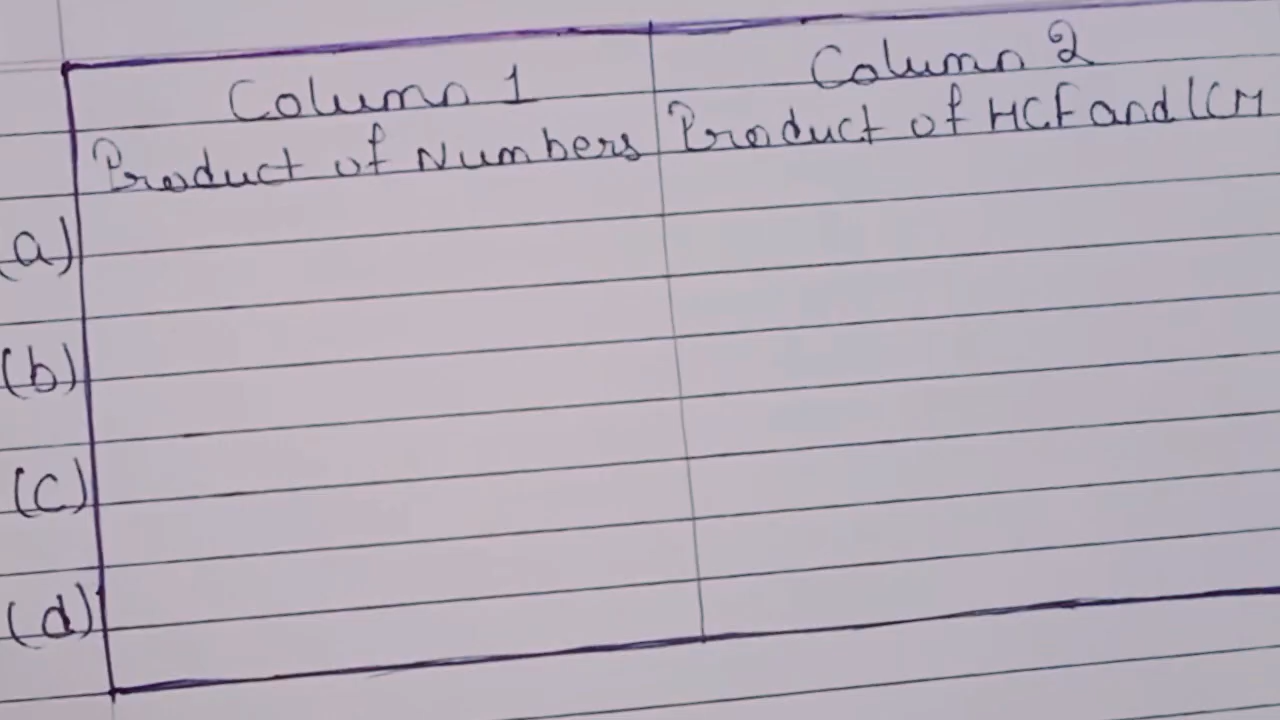 Column 1 Column 2
Product of Numbers Product of HCF and LCM
(a)
(b)
(c)
(d)